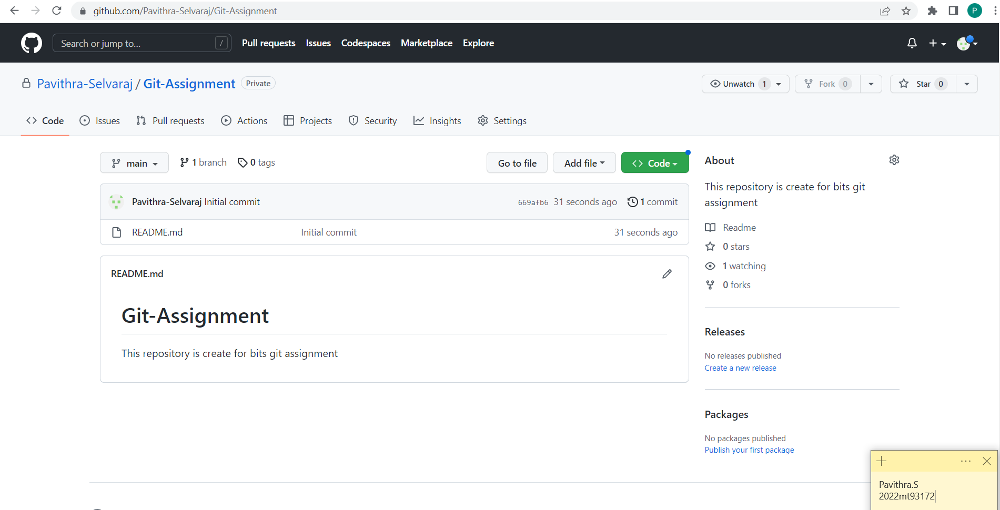 github.com/Pavithra-Selvaraj/Git-Assignment
P
Search or jump to... /
Pull requests Issues Codespaces Marketplace Explore
Pavithra-Selvaraj / Git-Assignment Private
Unwatch 1 Fork 0 Star 0
Code Issues Pull requests Actions Projects Security Insights Settings
main 1 branch 0 tags Go to file Add file Code
Pavithra-Selvaraj Initial commit 669afb6 31 seconds ago 1 commit
README.md Initial commit 31 seconds ago
README.md
Git-Assignment
This repository is create for bits git assignment
About
This repository is create for bits git
assignment
Readme
0 stars
1 watching
0 forks
Releases
No releases published
Create a new release
Packages
No packages published
Publish your first package
Pavithra.S
2022mt93172